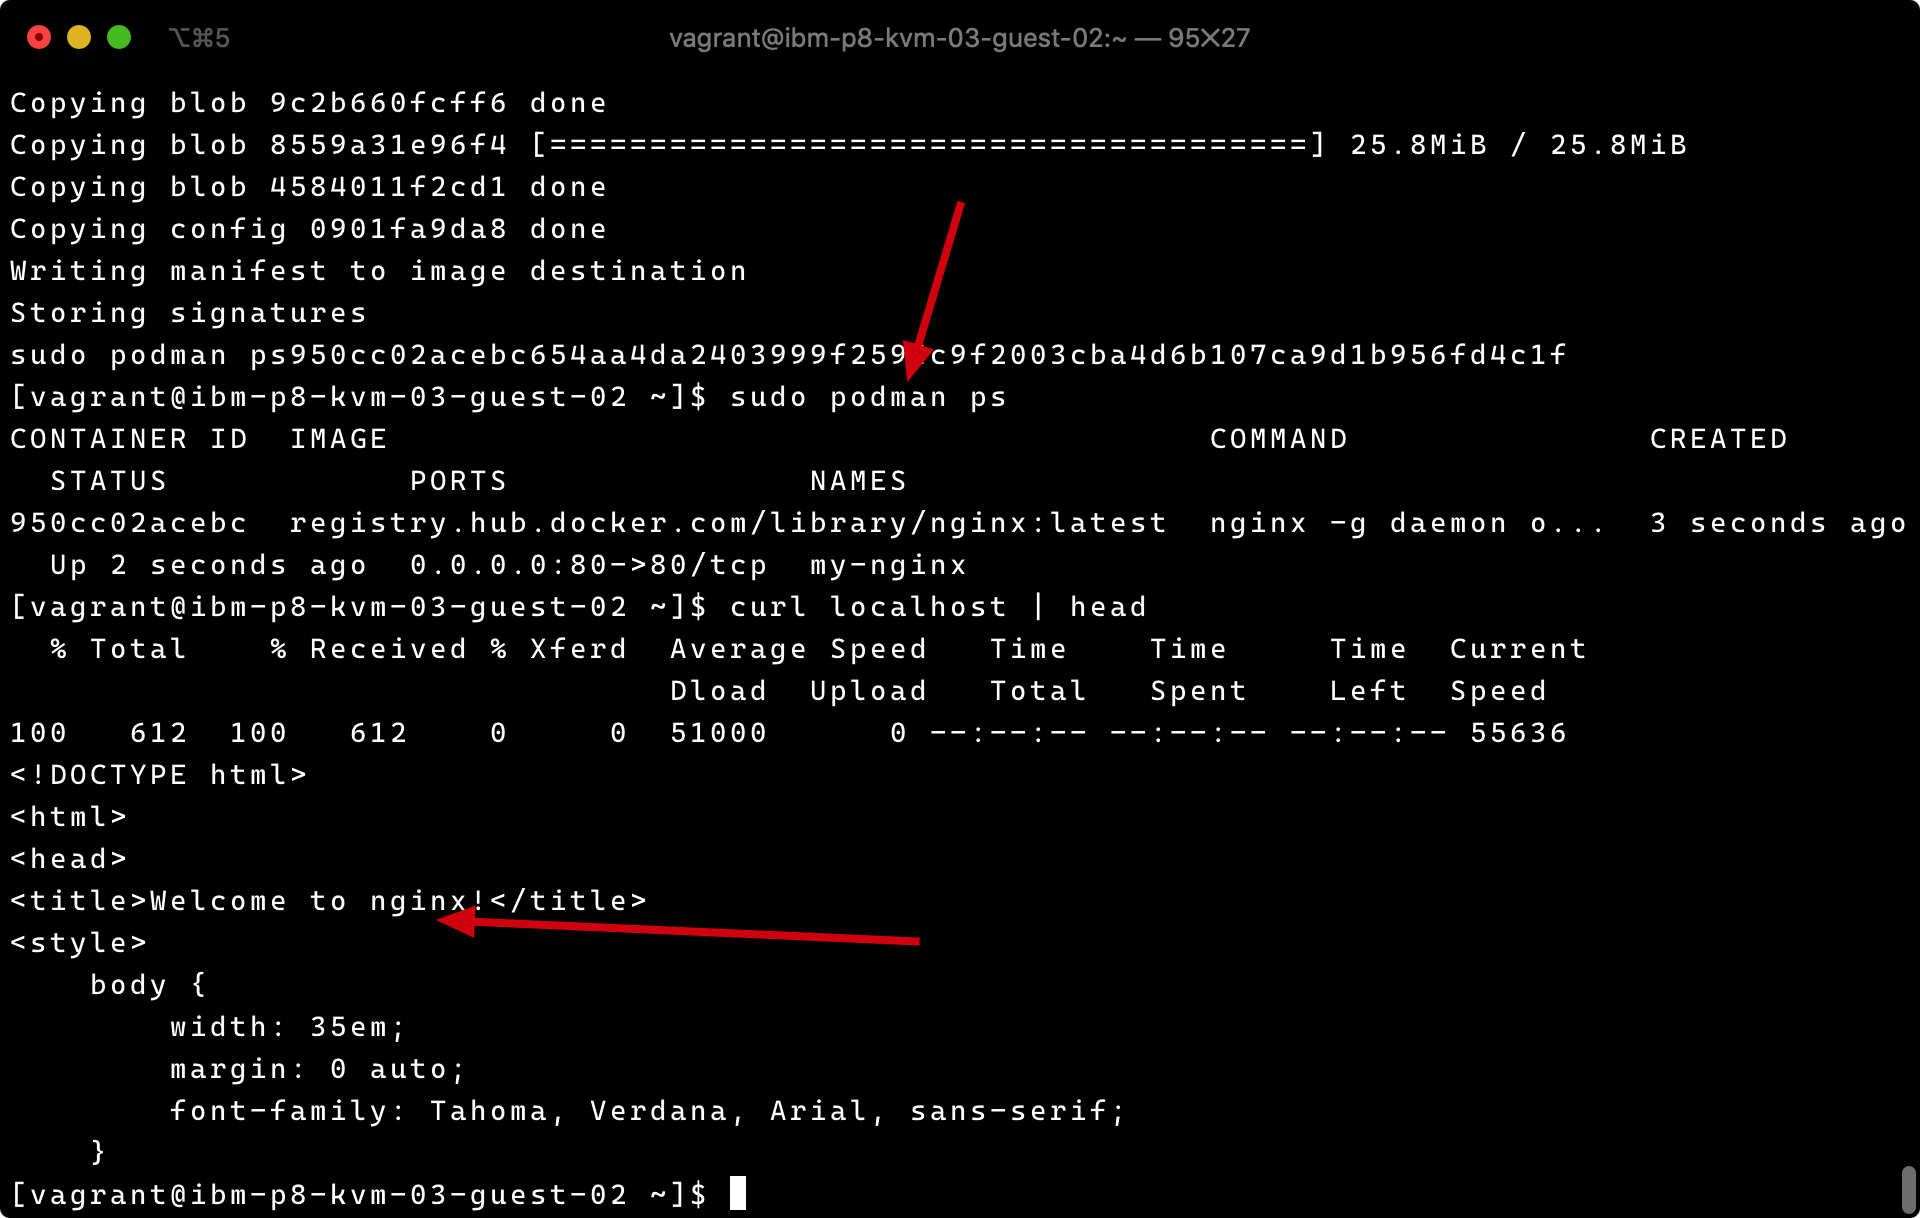 ⌥⌘5
vagrant@ibm-p8-kvm-03-guest-02:~ — 95×27
Copying blob 9c2b660fcff6 done
Copying blob 8559a31e96f4 [======================================] 25.8MiB / 25.8MiB
Copying blob 4584011f2cd1 done
Copying config 0901fa9da8 done
Writing manifest to image destination
Storing signatures
sudo podman
[vagrant@ibm-p8-kvm-03-guest-02 ~]$ sudo podman ps
CONTAINER ID  IMAGE                                         COMMAND               CREATED
  STATUS            PORTS               NAMES
950cc02acebc  registry.hub.docker.com/library/nginx:latest  nginx -g daemon o...  3 seconds ago
  Up 2 seconds ago  0.0.0.0:80->80/tcp  my-nginx
[vagrant@ibm-p8-kvm-03-guest-02 ~]$ curl localhost | head
  % Total    % Received % Xferd  Average Speed   Time    Time     Time  Current
                                 Dload  Upload   Total   Spent    Left  Speed
100   612  100   612    0     0  51000      0 --:--:-- --:--:-- --:--:-- 55636
<!DOCTYPE html>
<html>
<head>
<title>Welcome to nginx!</title>
<style>
    body {
        width: 35em;
        margin: 0 auto;
        font-family: Tahoma, Verdana, Arial, sans-serif;
    }
[vagrant@ibm-p8-kvm-03-guest-02 ~]$